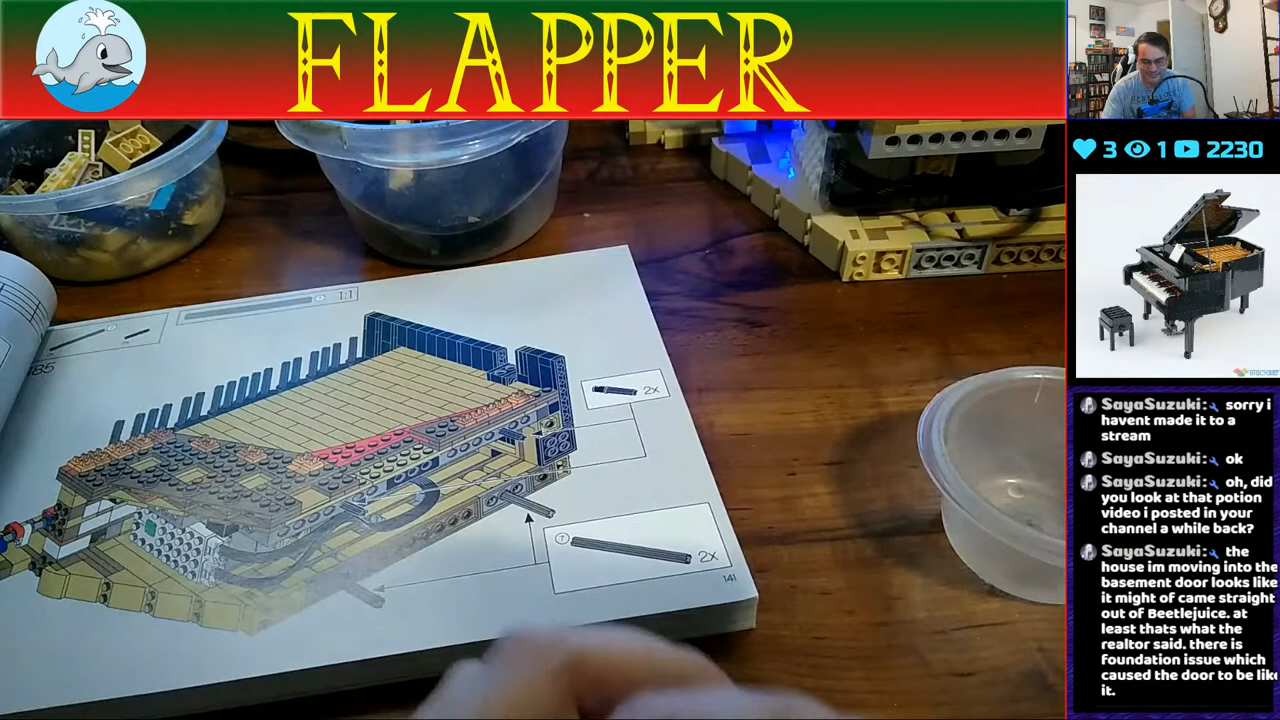 FLAPPER
3 1 2230
1:1
185
2x
7
2x
141
SayaSuzuki: sorry i
havent made it to a
stream
SayaSuzuki: ok
SayaSuzuki: oh, did
you look at that potion
video i posted in your
channel a while back?
SayaSuzuki: the
house im moving into the
basement door looks like
it might of came straight
out of Beetlejuice. at
least thats what the
realtor said. there is
foundation issue which
caused the door to be like
it.